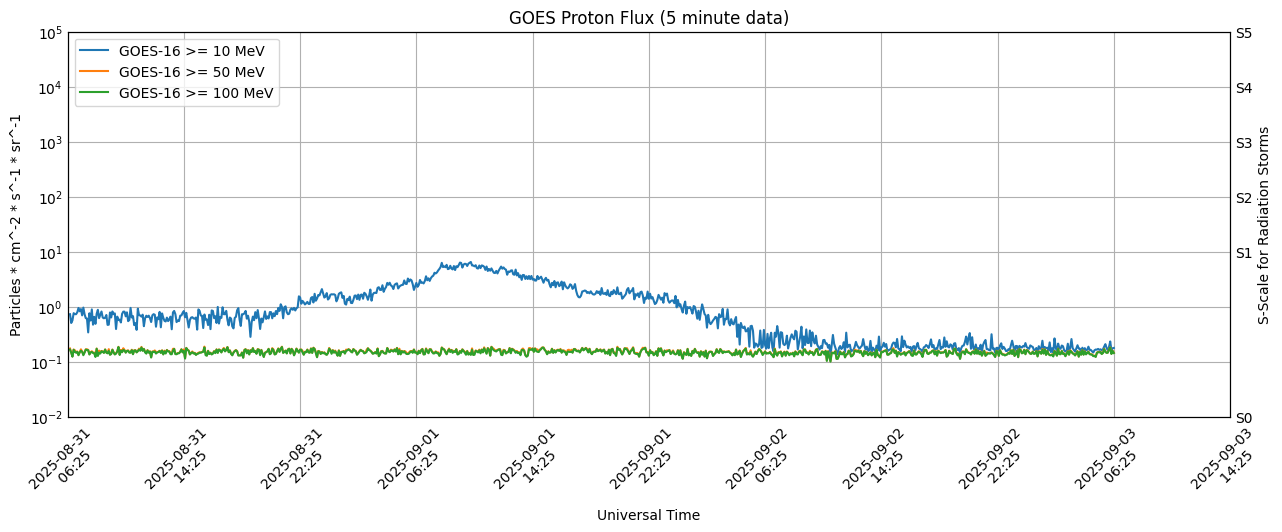 GOES Proton Flux (5 minute data)
GOES-16 >= 10 MeV
GOES-16 >= 50 MeV
GOES-16 >= 100 MeV
Particles * cm^-2 * s^-1 * sr^-1
10^5
10^4
10^3
10^2
10^1
10^0
10^-1
10^-2
S5
S4
S3
S2
S1
S0
S-Scale for Radiation Storms
2025-08-31
06:25
2025-08-31
14:25
2025-08-31
22:25
2025-09-01
06:25
2025-09-01
14:25
2025-09-01
22:25
2025-09-02
06:25
2025-09-02
14:25
2025-09-02
22:25
2025-09-03
06:25
2025-09-03
14:25
Universal Time